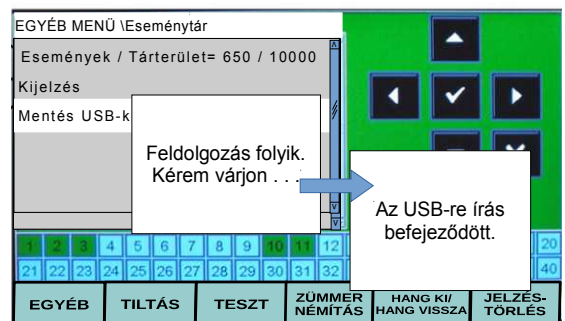 EGYÉB MENÜ \Eseménytár
Események / Tárterület= 650 / 10000
Kijelzés
Mentés USB-k
Feldolgozás folyik.
Kérem várjon . . .
Az USB-re írás
befejeződött.
1 2 3 4 5 6 7 8 9 10 11 12 20
21 22 23 24 25 26 27 28 29 30 31 32 40
EGYÉB TILTÁS TESZT ZÜMMER NÉMÍTÁS HANG KI/ HANG VISSZA JELZÉS- TÖRLÉS